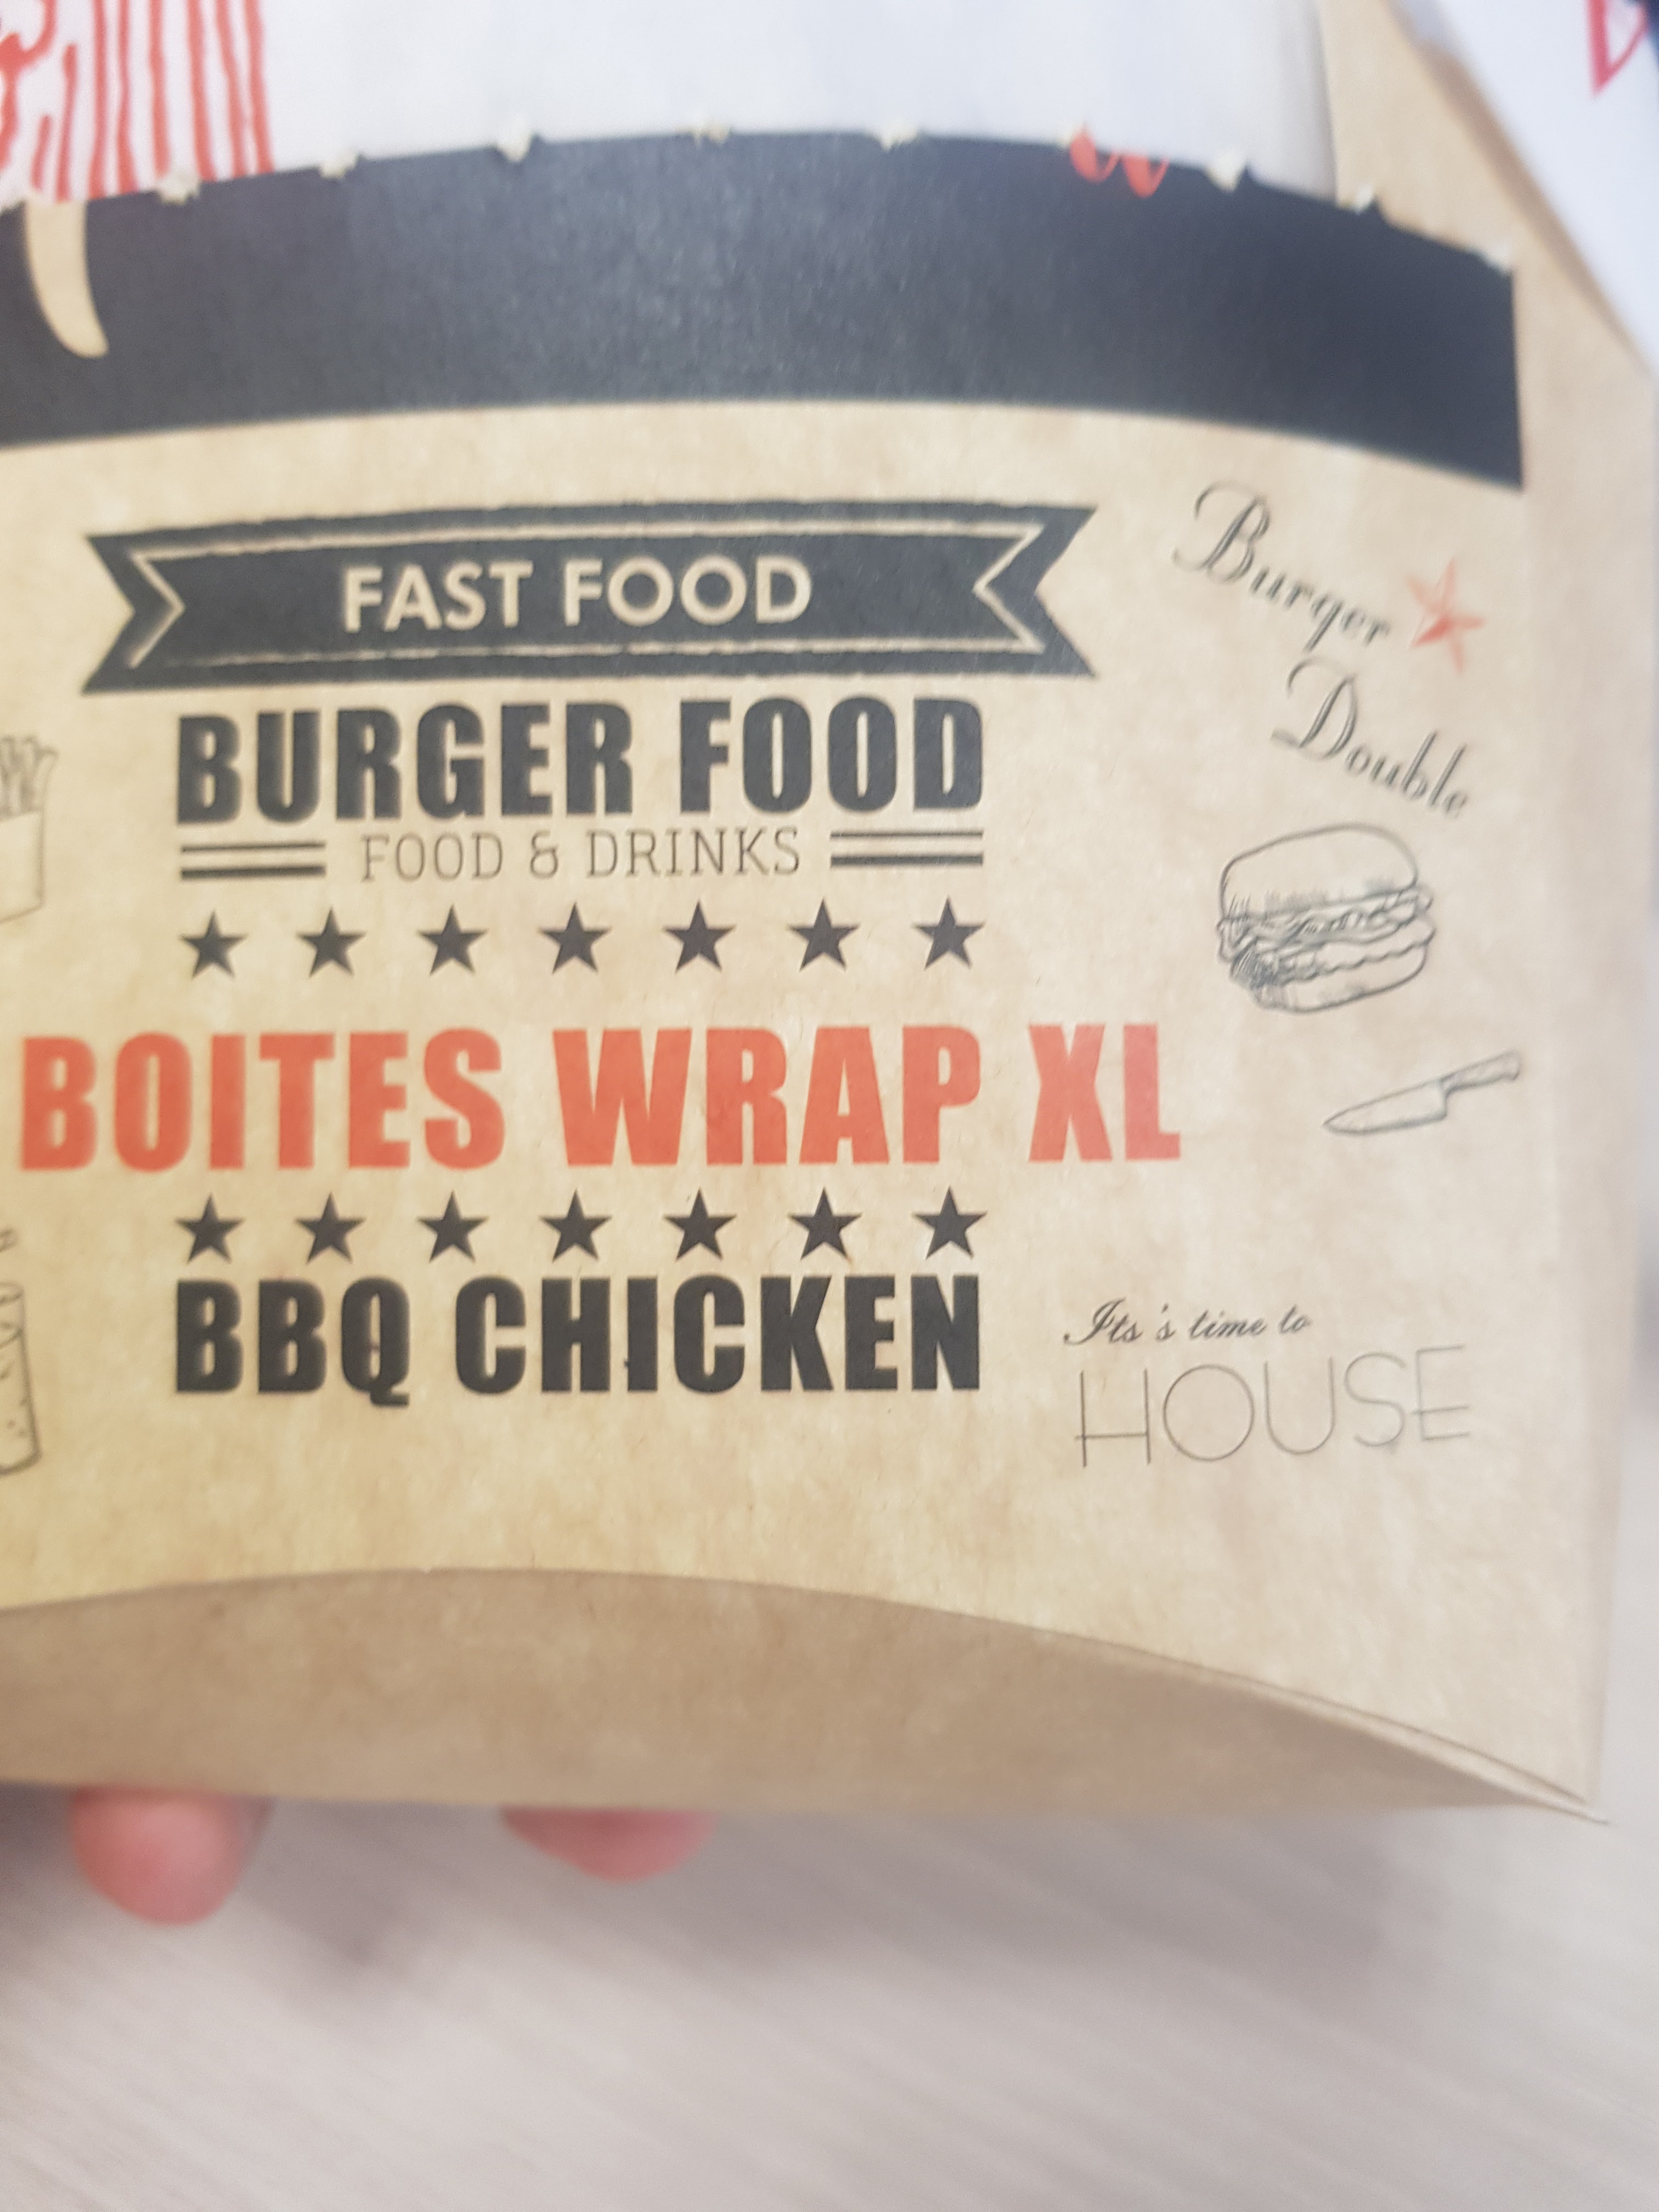 FAST FOOD
BURGER FOOD
FOOD & DRINKS
BOITES WRAP XL
BBQ CHICKEN
Burger
Double
Its's time to
HOUSE